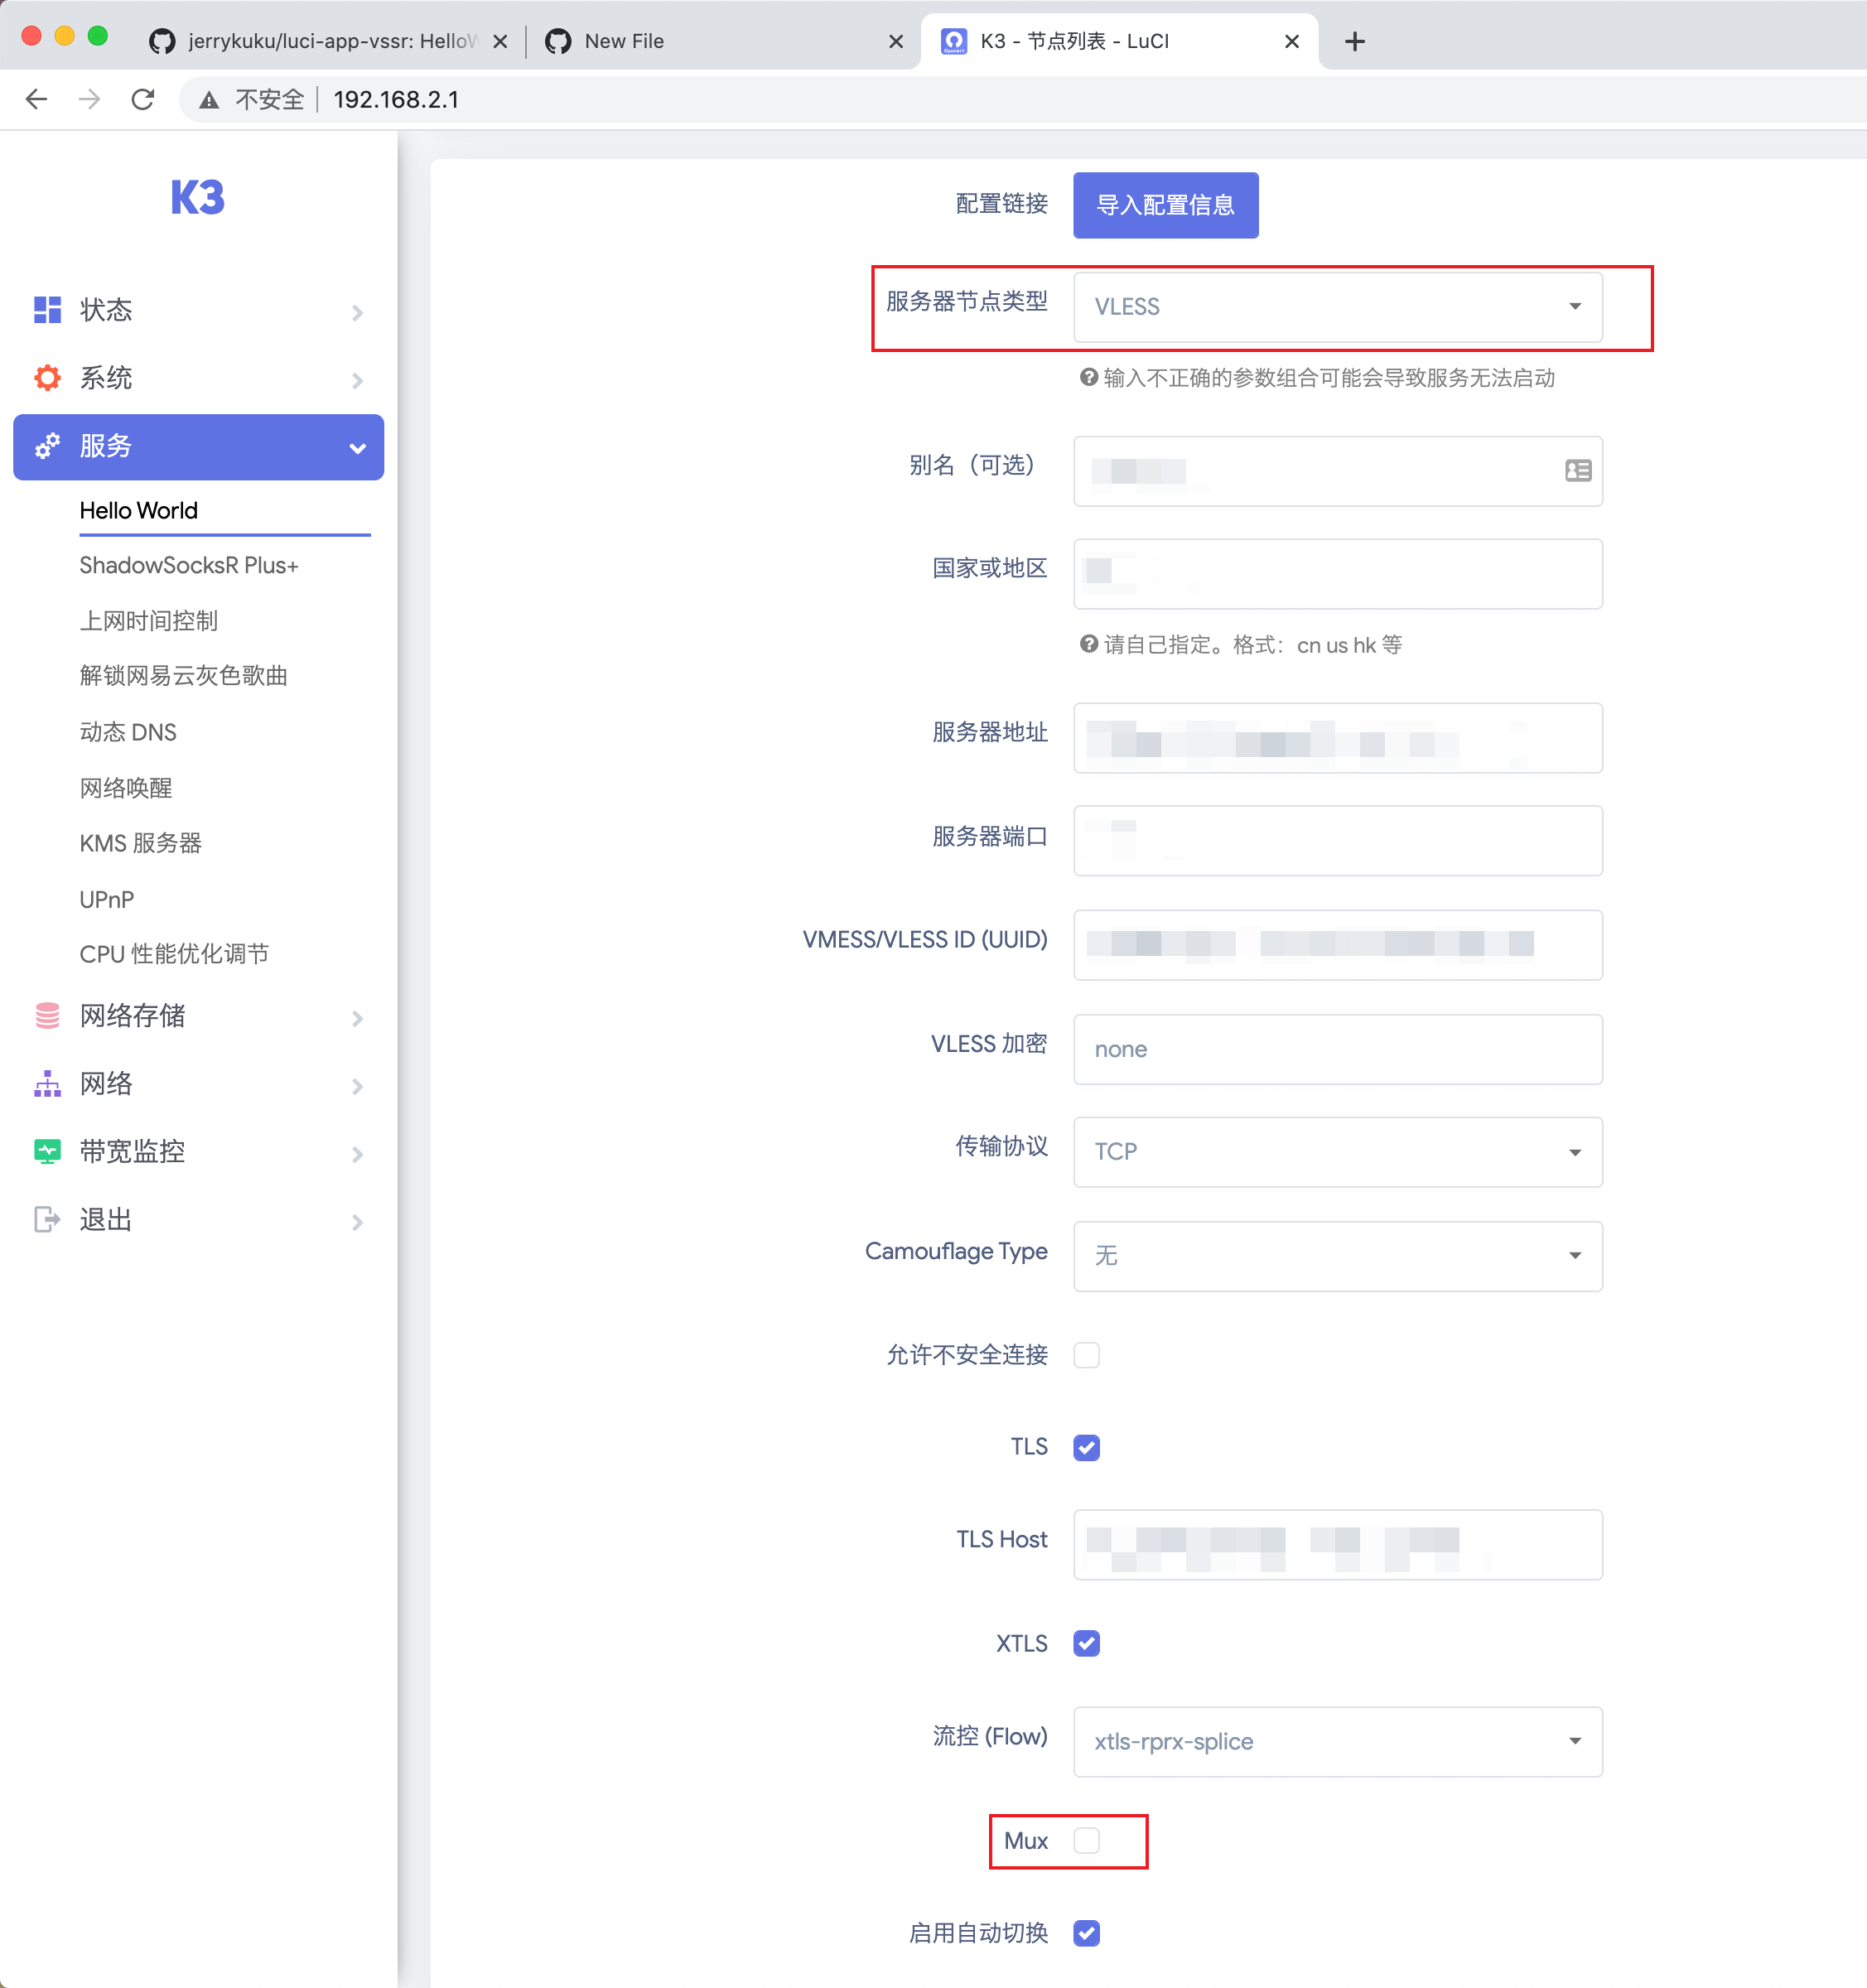 jerrykuku/luci-app-vssr: Hello
New File
K3 - 节点列表 - LuCI
不安全
192.168.2.1
K3
状态
系统
服务
Hello World
ShadowSocksR Plus+
上网时间控制
解锁网易云灰色歌曲
动态 DNS
网络唤醒
KMS 服务器
UPnP
CPU 性能优化调节
网络存储
网络
带宽监控
退出
配置链接
导入配置信息
服务器节点类型
VLESS
输入不正确的参数组合可能会导致服务无法启动
别名（可选）
国家或地区
请自己指定。格式：cn us hk 等
服务器地址
服务器端口
VMESS/VLESS ID (UUID)
VLESS 加密
none
传输协议
TCP
Camouflage Type
无
允许不安全连接
TLS
TLS Host
XTLS
流控 (Flow)
xtls-rprx-splice
Mux
启用自动切换